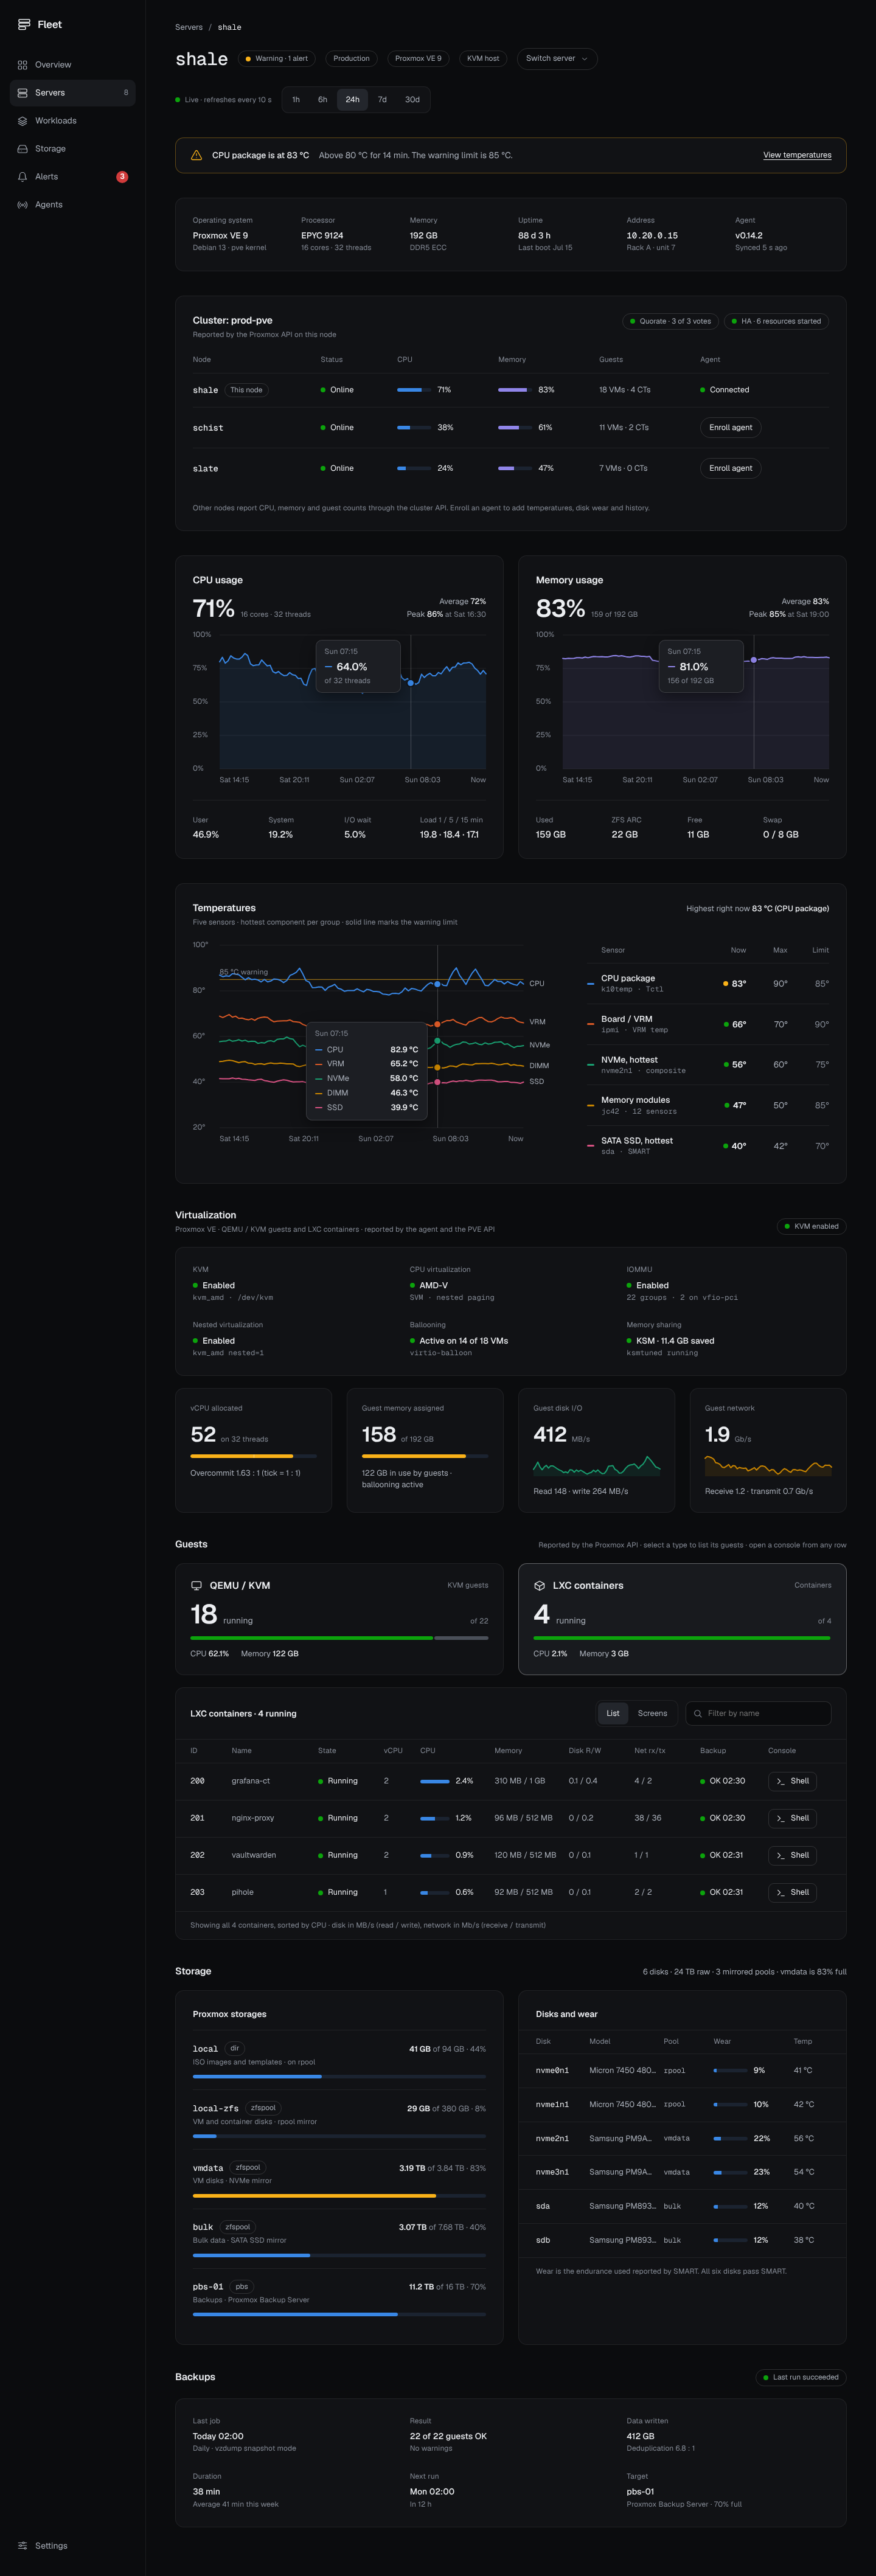 Fleet
Overview
Servers 8
Workloads
Storage
Alerts 3
Agents
Settings
Servers / shale
shale Warning · 1 alert Production Proxmox VE 9 KVM host Switch server
Live · refreshes every 10 s 1h 6h 24h 7d 30d
CPU package is at 83 °C Above 80 °C for 14 min. The warning limit is 85 °C. View temperatures
Operating system Processor Memory Uptime Address Agent
Proxmox VE 9 EPYC 9124 192 GB 88 d 3 h 10.20.0.15 v0.14.2
Debian 13 · pve kernel 16 cores · 32 threads DDR5 ECC Last boot Jul 15 Rack A · unit 7 Synced 5 s ago
Cluster: prod-pve Quorate · 3 of 3 votes HA · 6 resources started
Reported by the Proxmox API on this node
Node Status CPU Memory Guests Agent
shale This node Online 71% 83% 18 VMs · 4 CTs Connected
schist Online 38% 61% 11 VMs · 2 CTs Enroll agent
slate Online 24% 47% 7 VMs · 0 CTs Enroll agent
Other nodes report CPU, memory and guest counts through the cluster API. Enroll an agent to add temperatures, disk wear and history.
CPU usage
71% 16 cores · 32 threads
Average 72%
Peak 86% at Sat 16:30
100%
75%
50%
25%
0%
Sun 07:15
64.0%
of 32 threads
Sat 14:15 Sat 20:11 Sun 02:07 Sun 08:03 Now
User System I/O wait Load 1 / 5 / 15 min
46.9% 19.2% 5.0% 19.8 · 18.4 · 17.1
Memory usage
83% 159 of 192 GB
Average 83%
Peak 85% at Sat 19:00
100%
75%
50%
25%
0%
Sun 07:15
81.0%
156 of 192 GB
Sat 14:15 Sat 20:11 Sun 02:07 Sun 08:03 Now
Used ZFS ARC Free Swap
159 GB 22 GB 11 GB 0 / 8 GB
Temperatures Highest right now 83 °C (CPU package)
Five sensors · hottest component per group · solid line marks the warning limit
100°
80°
60°
40°
20°
85 °C warning
CPU
VRM
NVMe
DIMM
SSD
Sun 07:15
CPU 82.9 °C
VRM 65.2 °C
NVMe 58.0 °C
DIMM 46.3 °C
SSD 39.9 °C
Sat 14:15 Sat 20:11 Sun 02:07 Sun 08:03 Now
Sensor Now Max Limit
CPU package 83° 90° 85°
k10temp · Tctl
Board / VRM 66° 70° 90°
ipmi · VRM temp
NVMe, hottest 56° 60° 75°
nvme2n1 · composite
Memory modules 47° 50° 85°
jc42 · 12 sensors
SATA SSD, hottest 40° 42° 70°
sda · SMART
Virtualization
Proxmox VE · QEMU / KVM guests and LXC containers · reported by the agent and the PVE API KVM enabled
KVM CPU virtualization IOMMU
Enabled AMD-V Enabled
kvm_amd · /dev/kvm SVM · nested paging 22 groups · 2 on vfio-pci
Nested virtualization Ballooning Memory sharing
Enabled Active on 14 of 18 VMs KSM · 11.4 GB saved
kvm_amd nested=1 virtio-balloon ksmtuned running
vCPU allocated
52 on 32 threads
Overcommit 1.63 : 1 (tick = 1 : 1)
Guest memory assigned
158 of 192 GB
122 GB in use by guests ·
ballooning active
Guest disk I/O
412 MB/s
Read 148 · write 264 MB/s
Guest network
1.9 Gb/s
Receive 1.2 · transmit 0.7 Gb/s
Guests Reported by the Proxmox API · select a type to list its guests · open a console from any row
QEMU / KVM KVM guests
18 running of 22
CPU 62.1% Memory 122 GB
LXC containers Containers
4 running of 4
CPU 2.1% Memory 3 GB
LXC containers · 4 running List Screens Filter by name
ID Name State vCPU CPU Memory Disk R/W Net rx/tx Backup Console
200 grafana-ct Running 2 2.4% 310 MB / 1 GB 0.1 / 0.4 4 / 2 OK 02:30 Shell
201 nginx-proxy Running 2 1.2% 96 MB / 512 MB 0 / 0.2 38 / 36 OK 02:30 Shell
202 vaultwarden Running 2 0.9% 120 MB / 512 MB 0 / 0.1 1 / 1 OK 02:31 Shell
203 pihole Running 1 0.6% 92 MB / 512 MB 0 / 0.1 2 / 2 OK 02:31 Shell
Showing all 4 containers, sorted by CPU · disk in MB/s (read / write), network in Mb/s (receive / transmit)
Storage 6 disks · 24 TB raw · 3 mirrored pools · vmdata is 83% full
Proxmox storages
local dir 41 GB of 94 GB · 44%
ISO images and templates · on rpool
local-zfs zfspool 29 GB of 380 GB · 8%
VM and container disks · rpool mirror
vmdata zfspool 3.19 TB of 3.84 TB · 83%
VM disks · NVMe mirror
bulk zfspool 3.07 TB of 7.68 TB · 40%
Bulk data · SATA SSD mirror
pbs-01 pbs 11.2 TB of 16 TB · 70%
Backups · Proxmox Backup Server
Disks and wear
Disk Model Pool Wear Temp
nvme0n1 Micron 7450 480… rpool 9% 41 °C
nvme1n1 Micron 7450 480… rpool 10% 42 °C
nvme2n1 Samsung PM9A… vmdata 22% 56 °C
nvme3n1 Samsung PM9A… vmdata 23% 54 °C
sda Samsung PM893… bulk 12% 40 °C
sdb Samsung PM893… bulk 12% 38 °C
Wear is the endurance used reported by SMART. All six disks pass SMART.
Backups Last run succeeded
Last job Result Data written
Today 02:00 22 of 22 guests OK 412 GB
Daily · vzdump snapshot mode No warnings Deduplication 6.8 : 1
Duration Next run Target
38 min Mon 02:00 pbs-01
Average 41 min this week In 12 h Proxmox Backup Server · 70% full